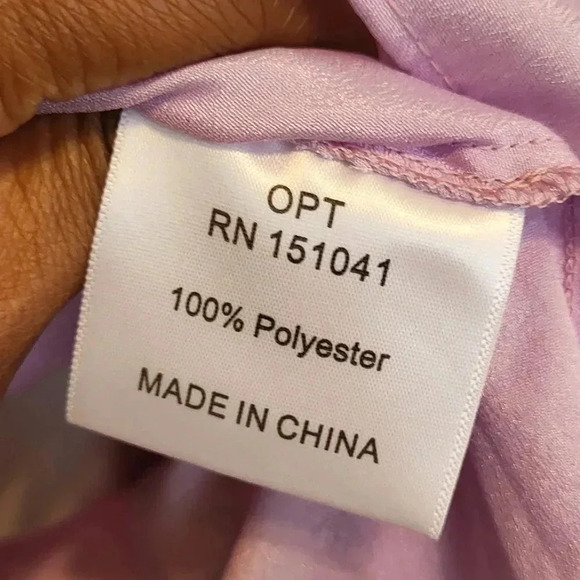 OPT
RN 151041
100% Polyester
MADE IN CHINA